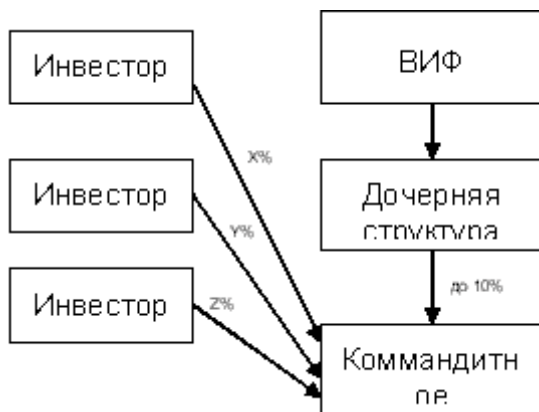 Инвестор
ВИФ
X%
Инвестор
Дочерняя
структура
Y%
Инвестор
Z%
до 10%
Коммандитн
ое